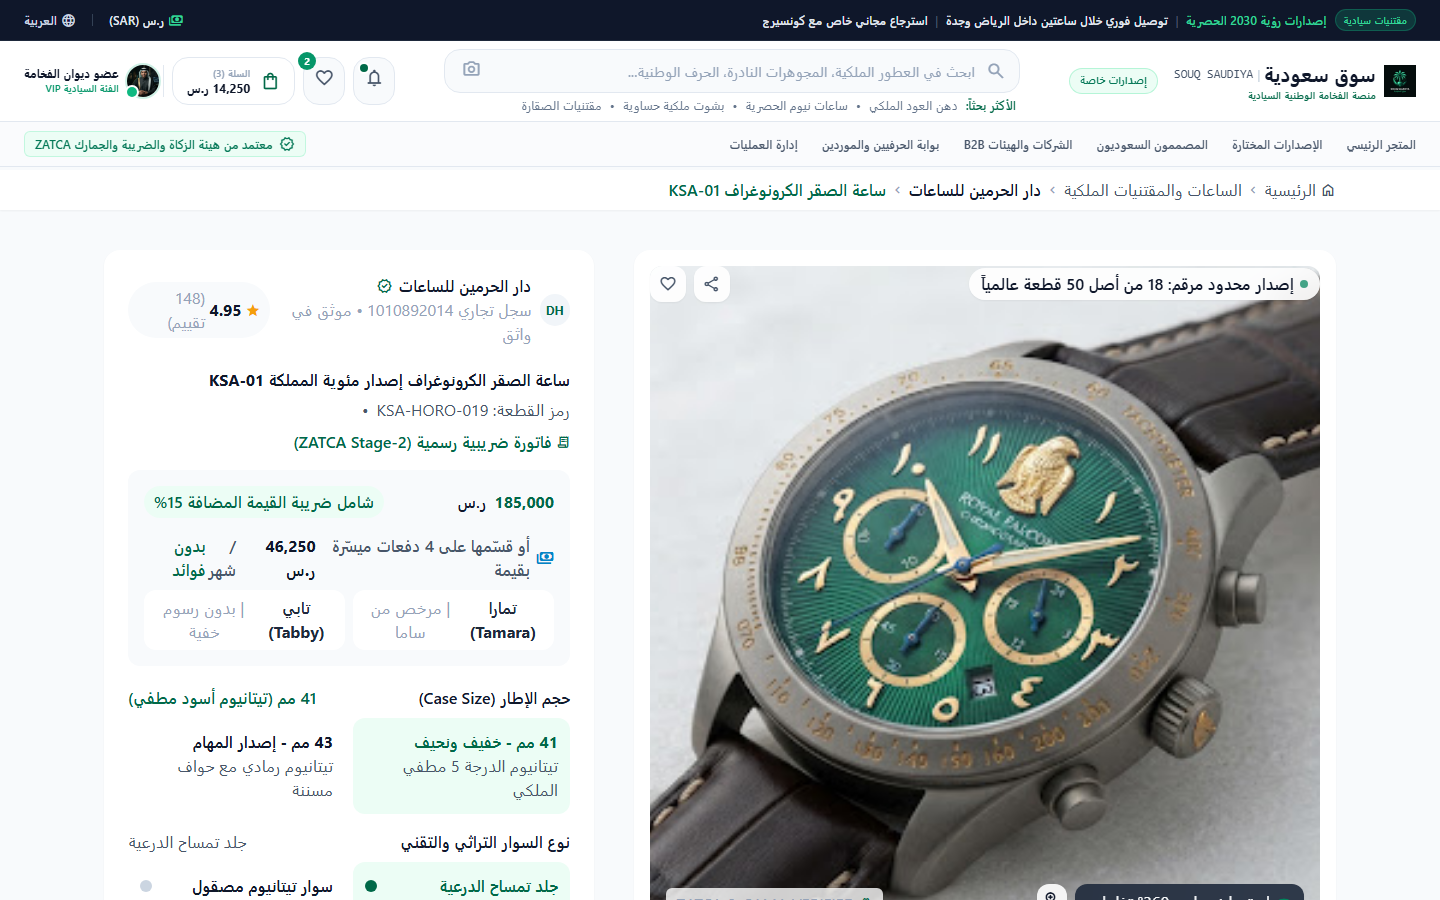 مقتنيات سيادية
إصدارات رؤية 2030 الحصرية | توصيل فوري خلال ساعتين داخل الرياض وجدة | استرجاع مجاني خاص مع كونسيرج
ر.س (SAR)
العربية
سوق سعودية | SOUQ SAUDIYA
منصة الفخامة الوطنية السيادية
إصدارات خاصة
ابحث في العطور الملكية، المجوهرات النادرة، الحرف الوطنية...
الأكثر بحثاً: دهن العود الملكي • ساعات نيوم الحصرية • بشوت ملكية حساوية • مقتنيات الصقارة
2
السلة (3)
14,250 ر.س
عضو ديوان الفخامة
الفئة السيادية VIP
المتجر الرئيسي
الإصدارات المختارة
المصممون السعوديون
الشركات والهيئات B2B
بوابة الحرفيين والموردين
إدارة العمليات
معتمد من هيئة الزكاة والضريبة والجمارك ZATCA
الرئيسية › الساعات والمقتنيات الملكية › دار الحرمين للساعات › ساعة الصقر الكرونوغراف KSA-01
إصدار محدود مرقم: 18 من أصل 50 قطعة عالمياً
TACHYMETER
ROYAL FALCON
DH
دار الحرمين للساعات
سجل تجاري 1010892014 • موثق في
واثق
4.95 (148
تقييم)
ساعة الصقر الكرونوغراف إصدار مئوية المملكة KSA-01
رمز القطعة: KSA-HORO-019 •
فاتورة ضريبية رسمية (ZATCA Stage-2)
185,000 ر.س
شامل ضريبة القيمة المضافة 15%
أو قسّمها على 4 دفعات ميسّرة
بقيمة
46,250
ر.س
/
شهر
بدون
فوائد
تمارا
(Tamara)
| مرخص من
ساما
تابي
(Tabby)
| بدون رسوم
خفية
حجم الإطار (Case Size)
41 مم (تيتانيوم أسود مطفي)
41 مم - خفيف ونحيف
تيتانيوم الدرجة 5 مطفي
الملكي
43 مم - إصدار المهام
تيتانيوم رمادي مع حواف
مسننة
نوع السوار التراثي والتقني
جلد تمساح الدرعية
جلد تمساح الدرعية
سوار تيتانيوم مصقول